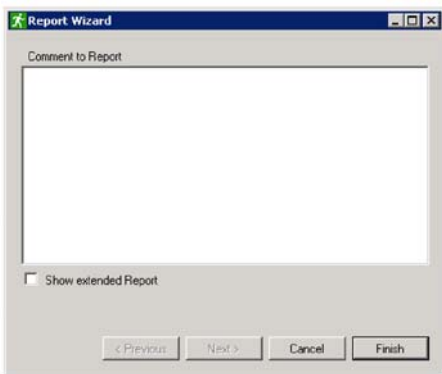 Report Wizard
Comment to Report
Show extended Report
< Previous
Next >
Cancel
Finish